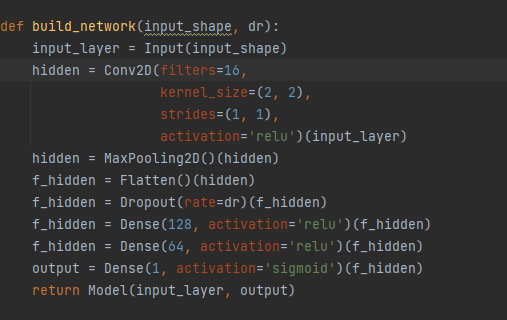 def build_network(input_shape, dr):
    input_layer = Input(input_shape)
    hidden = Conv2D(filters=16,
                    kernel_size=(2, 2),
                    strides=(1, 1),
                    activation='relu')(input_layer)
    hidden = MaxPooling2D()(hidden)
    f_hidden = Flatten()(hidden)
    f_hidden = Dropout(rate=dr)(f_hidden)
    f_hidden = Dense(128, activation='relu')(f_hidden)
    f_hidden = Dense(64, activation='relu')(f_hidden)
    output = Dense(1, activation='sigmoid')(f_hidden)
    return Model(input_layer, output)